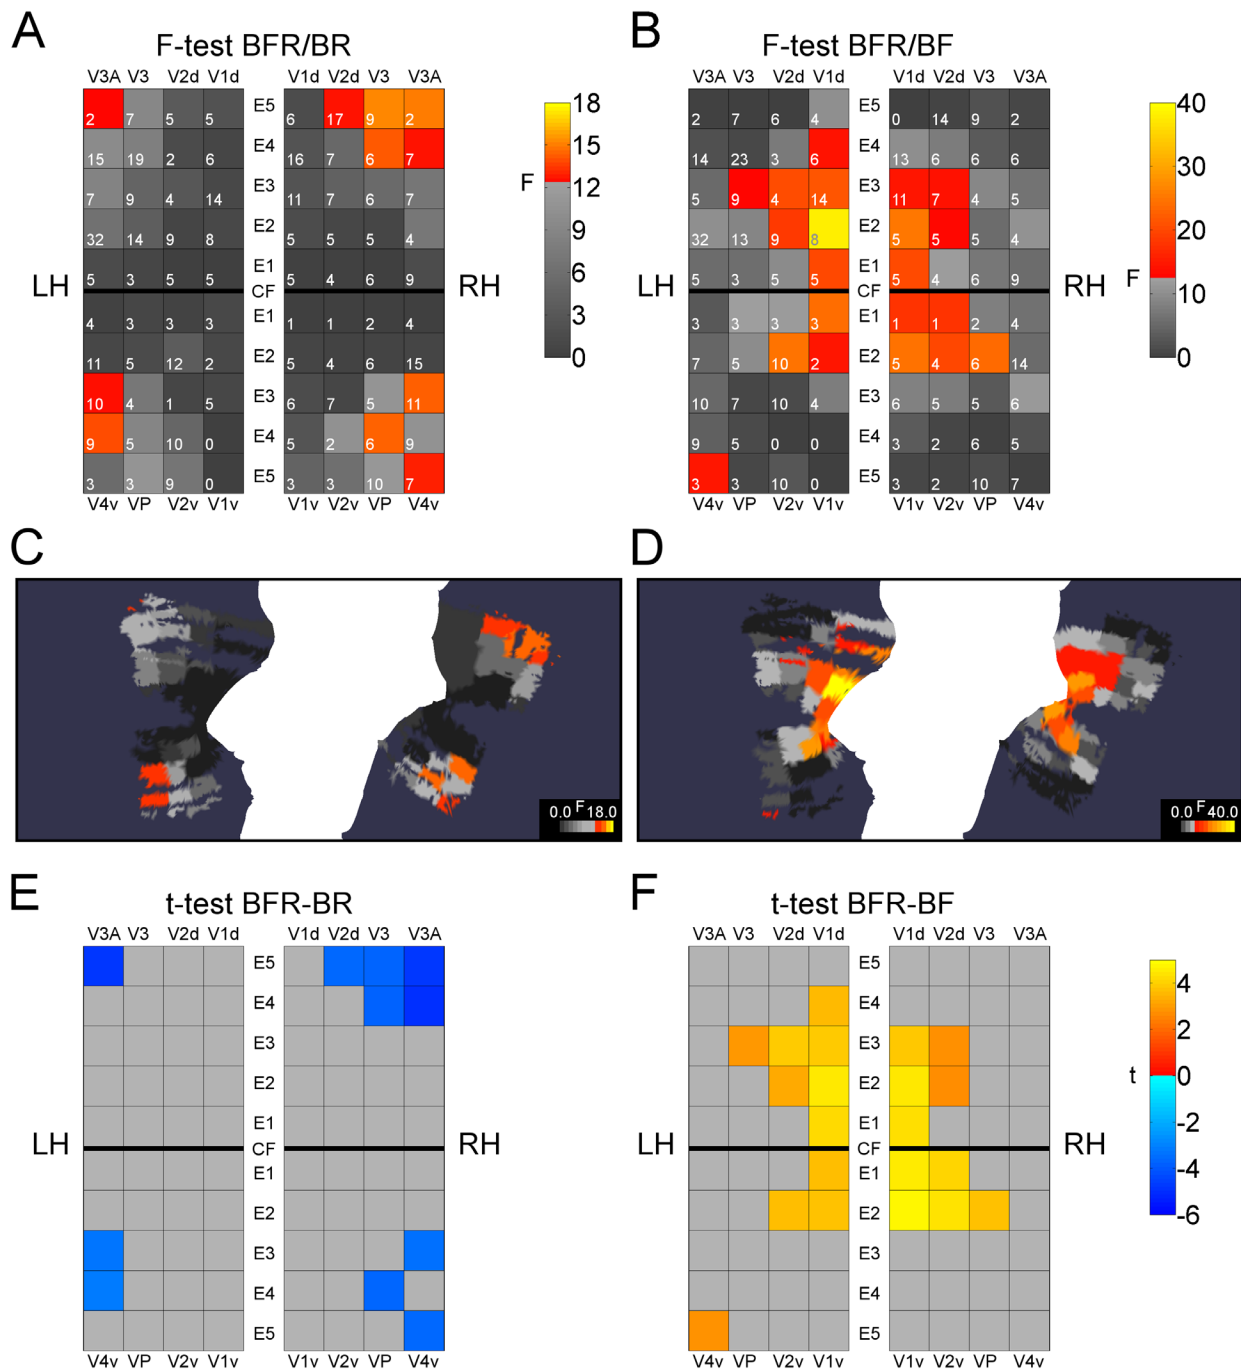 A
F-test BFR/BR
V3A V3 V2d V1d V1d V2d V3 V3A
2 7 5 5 E5 6 17 9 2
15 19 2 6 E4 16 7 6 7
7 9 4 14 E3 11 7 6 7
32 14 9 8 E2 5 5 5 4
5 3 5 5 E1 5 4 6 9
LH CF RH
4 3 3 3 E1 1 1 2 4
11 5 12 2 E2 5 4 6 15
10 4 1 5 E3 6 7 5 11
9 5 10 0 E4 5 2 6 9
3 3 9 0 E5 3 3 10 7
V4v VP V2v V1v V1v V2v VP V4v
F
18
15
12
9
6
3
0
B
F-test BFR/BF
V3A V3 V2d V1d V1d V2d V3 V3A
2 7 6 4 E5 0 14 9 2
14 23 3 6 E4 13 6 6 6
5 9 4 14 E3 11 7 4 5
32 13 9 8 E2 5 5 5 4
5 3 5 5 E1 5 4 6 9
LH CF RH
3 3 3 3 E1 1 1 2 4
7 5 10 2 E2 5 4 6 14
10 7 10 4 E3 6 5 5 6
9 5 0 0 E4 3 2 6 5
3 3 10 0 E5 3 2 10 7
V4v VP V2v V1v V1v V2v VP V4v
F
40
30
20
10
0
C
0.0 F 18.0
D
0.0 F 40.0
E
t-test BFR-BR
V3A V3 V2d V1d V1d V2d V3 V3A
E5
E4
E3
E2
E1
LH CF RH
E1
E2
E3
E4
E5
V4v VP V2v V1v V1v V2v VP V4v
F
t-test BFR-BF
V3A V3 V2d V1d V1d V2d V3 V3A
E5
E4
E3
E2
E1
LH CF RH
E1
E2
E3
E4
E5
V4v VP V2v V1v V1v V2v VP V4v
t
4
2
0
-2
-4
-6